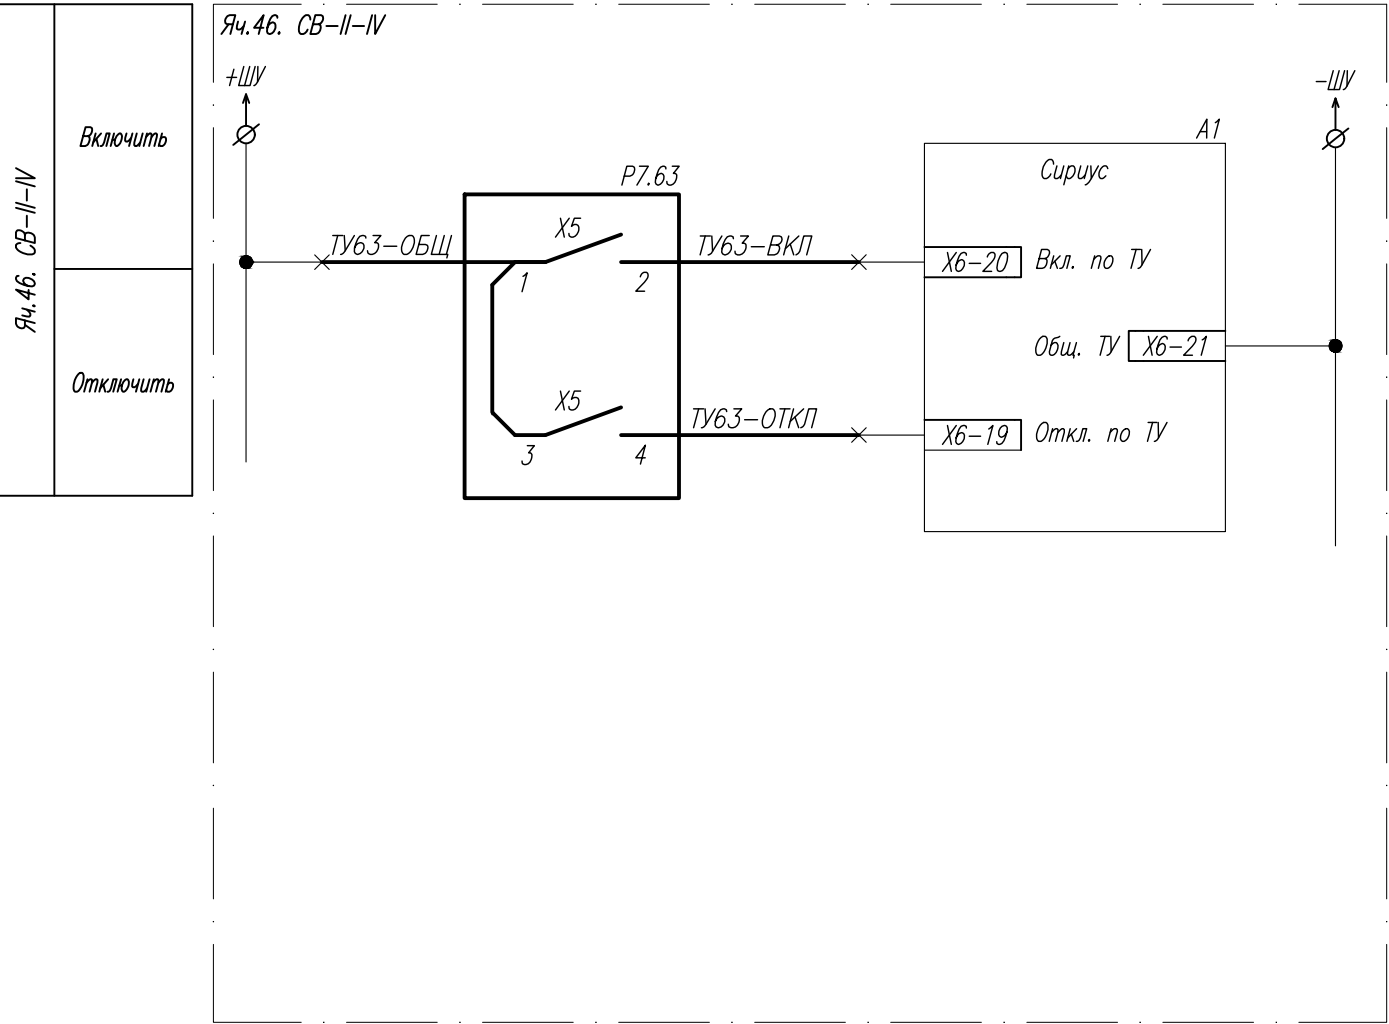 Яч.46. СВ-II-IV
Включить
Отключить
Яч.46. СВ-II-IV
+ШУ
-ШУ
А1
Сириус
Р7.63
ТУ63-ОБЩ
Х5
1
2
ТУ63-ВКЛ
Х6-20
Вкл. по ТУ
Общ. ТУ
Х6-21
Х5
3
4
ТУ63-ОТКЛ
Х6-19
Откл. по ТУ